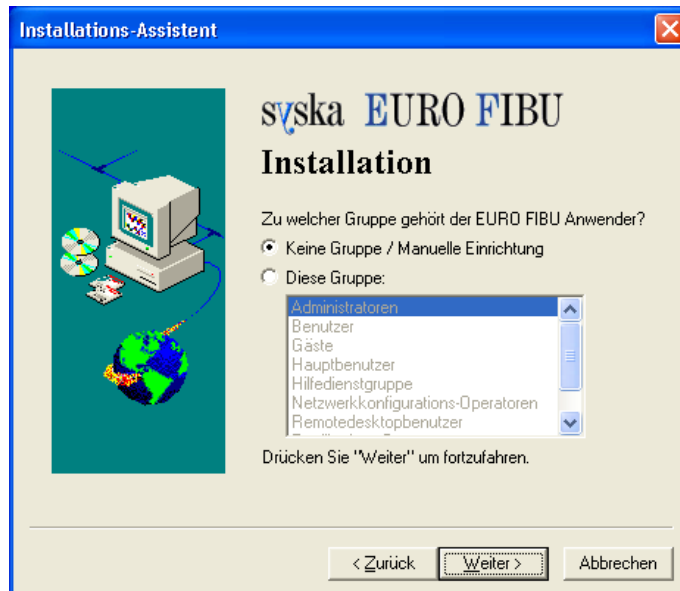 Installations-Assistent
syska EURO FIBU
Installation
Zu welcher Gruppe gehört der EURO FIBU Anwender?
Keine Gruppe / Manuelle Einrichtung
Diese Gruppe:
Administratoren
Benutzer
Gäste
Hauptbenutzer
Hilfedienstgruppe
Netzwerkkonfigurations-Operatoren
Remotedesktopbenutzer
Drücken Sie "Weiter" um fortzufahren.
< Zurück
Weiter >
Abbrechen